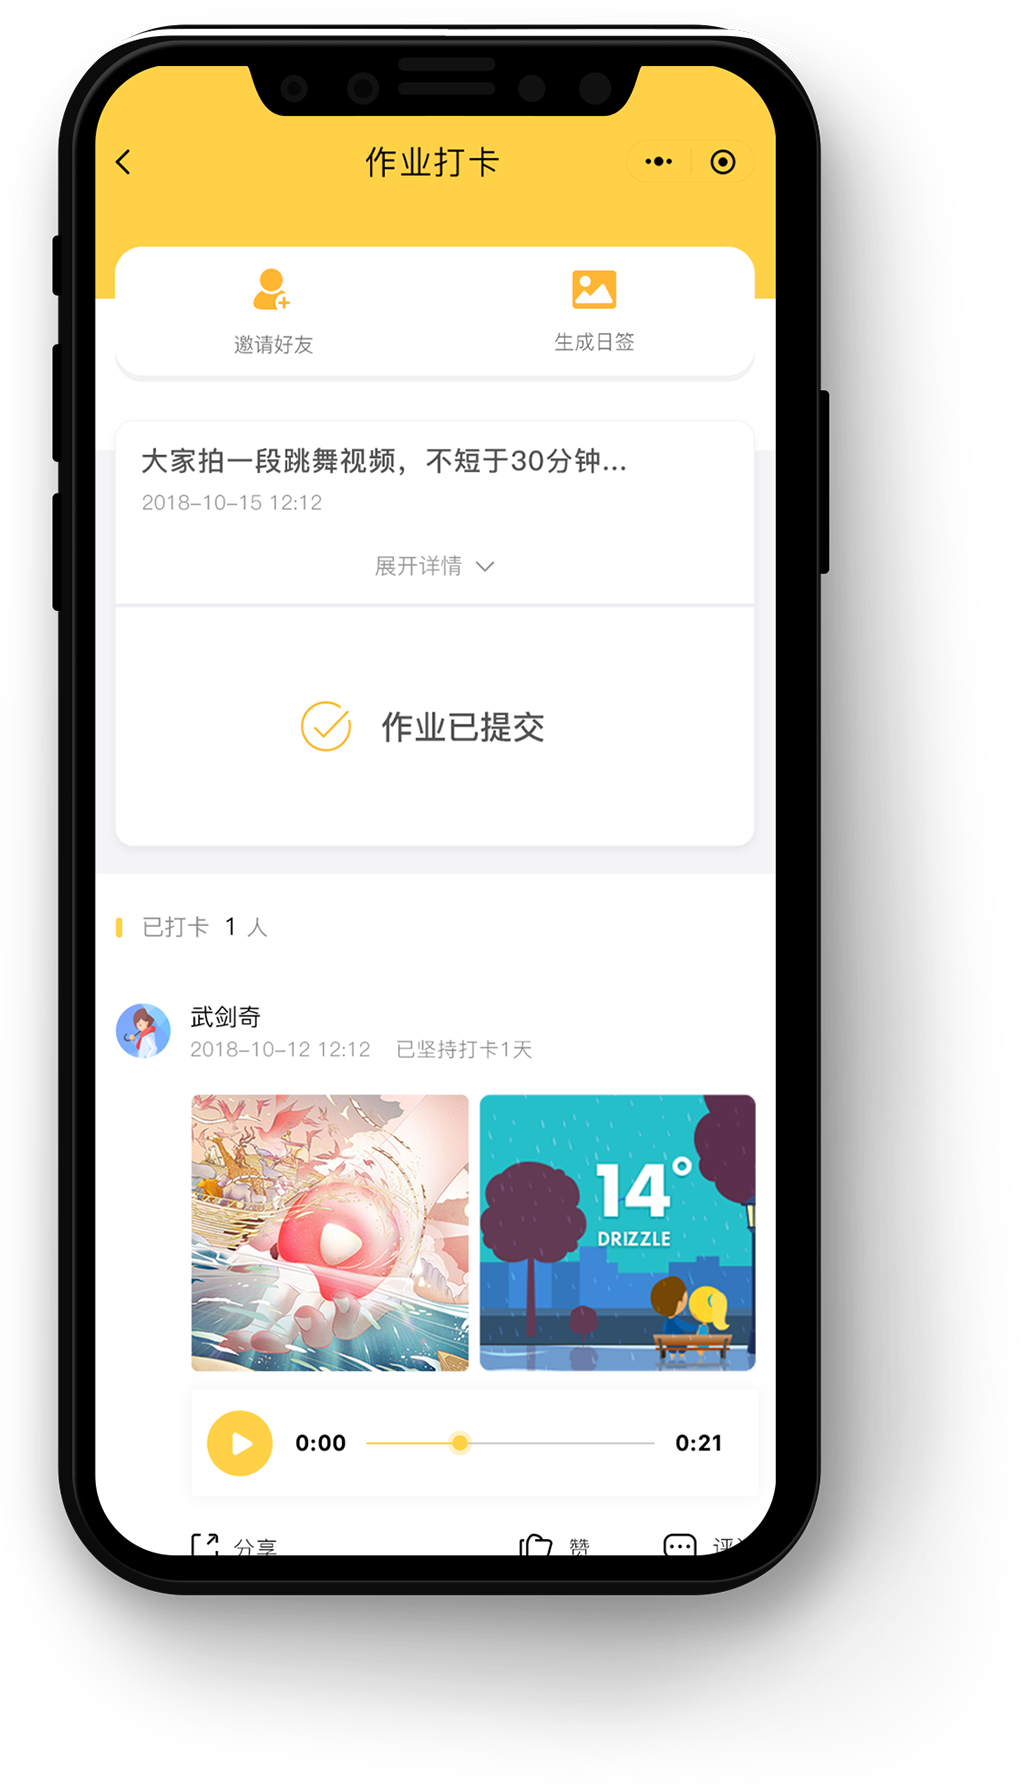 作业打卡
邀请好友
生成日签
大家拍一段跳舞视频，不短于30分钟...
2018-10-15 12:12
展开详情
作业已提交
已打卡 1 人
武剑奇
2018-10-12 12:12 已坚持打卡1天
14°
DRIZZLE
0:00
0:21
分享
赞